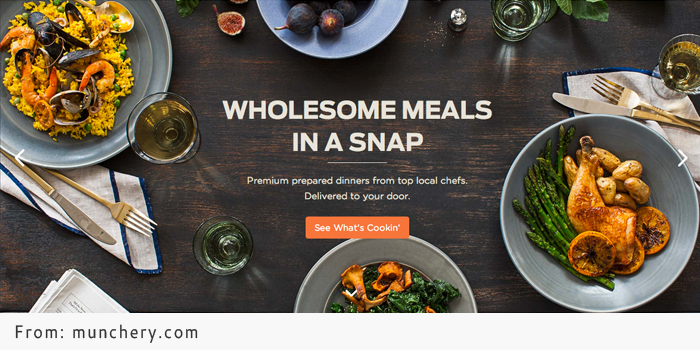 WHOLESOME MEALS
IN A SNAP
Premium prepared dinners from top local chefs.
Delivered to your door.
See What's Cookin'
From: munchery.com